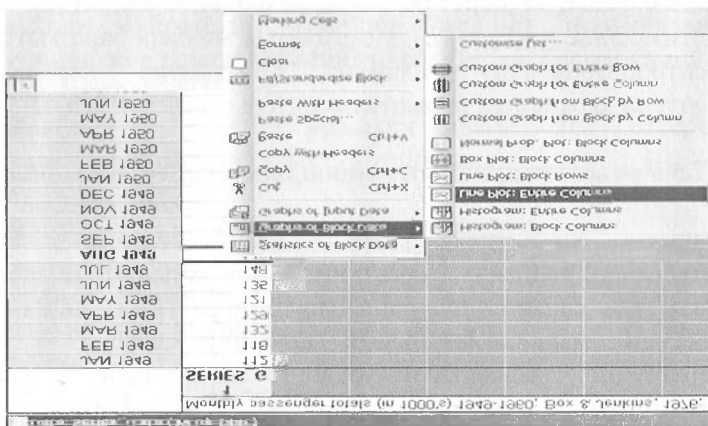 Monthly passenger totals (in 1000's) 1949-1960, Box & Jenkins, 1976,
1
SERIES G
JAN 1949 112
FEB 1949 118
MAR 1949 132
APR 1949 129
MAY 1949 121
JUN 1949 135
JUL 1949 148
AUG 1949
SEP 1949
OCT 1949
NOV 1949
DEC 1949
JAN 1950
FEB 1950
MAR 1950
APR 1950
MAY 1950
JUN 1950
Statistics of Block Data
Graphs of Block Data
Graphs of Input Data
Cut Ctrl+X
Copy Ctrl+C
Copy with Headers
Paste Ctrl+V
Paste Special...
Paste With Headers
Fill/Standardize Block
Clear
Format
Marking Cells
Histogram: Block Columns
Histogram: Entire Columns
Line Plot: Entire Columns
Line Plot: Block Rows
Box Plot: Block Columns
Normal Prob. Plot: Block Columns
Custom Graph from Block by Column
Custom Graph from Block by Row
Custom Graph for Entire Column
Custom Graph for Entire Row
Customize List...